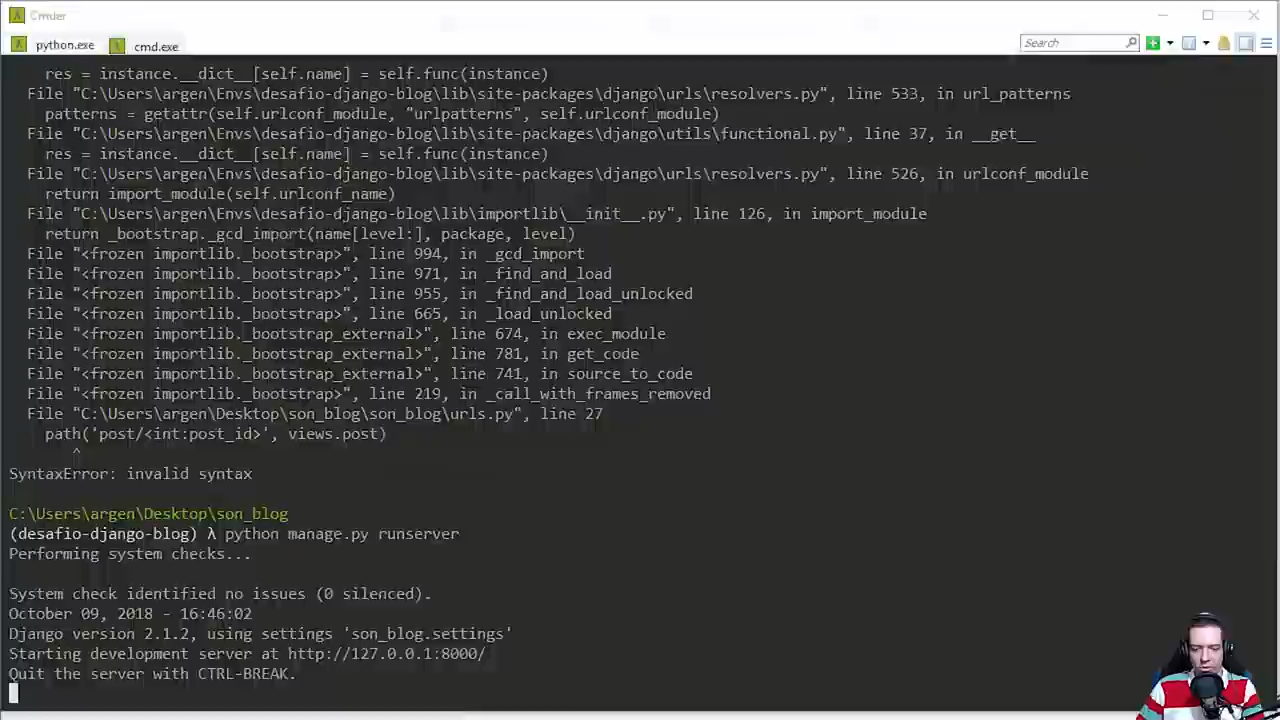 Cmder
python.exe
cmd.exe
Search
res = instance.__dict__[self.name] = self.func(instance)
File "C:\Users\argen\Envs\desafio-django-blog\lib\site-packages\django\urls\resolvers.py", line 533, in url_patterns
patterns = getattr(self.urlconf_module, "urlpatterns", self.urlconf_module)
File "C:\Users\argen\Envs\desafio-django-blog\lib\site-packages\django\utils\functional.py", line 37, in __get__
res = instance.__dict__[self.name] = self.func(instance)
File "C:\Users\argen\Envs\desafio-django-blog\lib\site-packages\django\urls\resolvers.py", line 526, in urlconf_module
return import_module(self.urlconf_name)
File "C:\Users\argen\Envs\desafio-django-blog\lib\importlib\__init__.py", line 126, in import_module
return _bootstrap._gcd_import(name[level:], package, level)
File "<frozen importlib._bootstrap>", line 994, in _gcd_import
File "<frozen importlib._bootstrap>", line 971, in _find_and_load
File "<frozen importlib._bootstrap>", line 955, in _find_and_load_unlocked
File "<frozen importlib._bootstrap>", line 665, in _load_unlocked
File "<frozen importlib._bootstrap_external>", line 674, in exec_module
File "<frozen importlib._bootstrap_external>", line 781, in get_code
File "<frozen importlib._bootstrap_external>", line 741, in source_to_code
File "<frozen importlib._bootstrap>", line 219, in _call_with_frames_removed
File "C:\Users\argen\Desktop\son_blog\son_blog\urls.py", line 27
path('post/<int:post_id>', views.post)
^
SyntaxError: invalid syntax
C:\Users\argen\Desktop\son_blog
(desafio-django-blog) λ python manage.py runserver
Performing system checks...
System check identified no issues (0 silenced).
October 09, 2018 - 16:46:02
Django version 2.1.2, using settings 'son_blog.settings'
Starting development server at http://127.0.0.1:8000/
Quit the server with CTRL-BREAK.